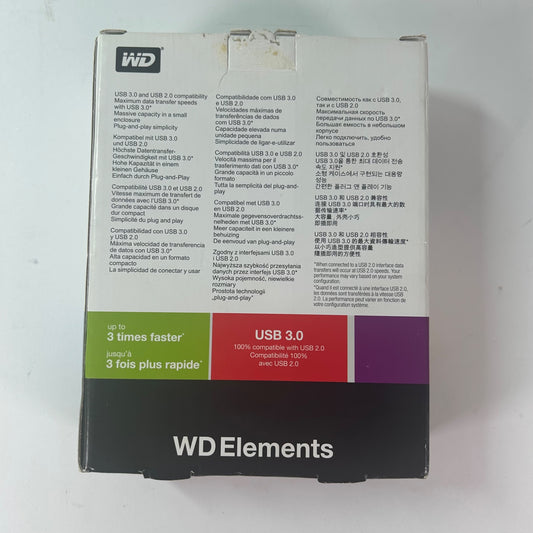 WD
USB 3.0 and USB 2.0 compatibility
Maximum data transfer speeds
with USB 3.0*
Massive capacity in a small
enclosure
Plug-and-play simplicity
Kompatibel mit USB 3.0
und USB 2.0
Höchste Datentransfer-
Geschwindigkeit mit USB 3.0*
Hohe Kapazität in einem
kleinen Gehäuse
Einfach durch Plug-and-Play
Compatibilité USB 3.0 et USB 2.0
Vitesse maximum de transfert
des données avec l'USB 3.0*
Grande capacité dans un disque
dur compact
Simplicité du plug and play
Compatibilidad con USB 3.0
y USB 2.0
Máxima velocidad de transferencia
de datos con USB 3.0*
Alta capacidad en un formato
compacto
La simplicidad de conectar y usar
Compatibilidade com USB 3.0
e USB 2.0
Velocidades máximas de
transferências de dados
com USB 3.0*
Capacidade elevada numa
unidade pequena
Simplicidade de ligar-e-utilizar
Compatibilità USB 3.0 e USB 2.0
Velocità massima per il
trasferimento dati con USB 3.0*
Grande capacità in un piccolo
formato
Tutta la semplicità del plug-and-
play
Compatibel met USB 3.0
en USB 2.0
Maximale gegevensoverdrachtss-
nelheden met USB 3.0*
Meer capaciteit in een kleinere
behuizing
De eenvoud van plug-and-play
Zgodny z interfejsami USB 3.0
i USB 2.0
Najwyższa szybkość przesyłania
danych przez interfejs USB 3.0*
Wysoka pojemność, niewielkie
rozmiary
Prostota technologii
„plug-and-play"
Совместимость как с USB 3.0,
так и с USB 2.0
Максимальная скорость
передачи данных по USB 3.0*
Большая емкость в небольшом
корпусе
Легко подключить, удобно
пользоваться
USB 3.0 및 USB 2.0 호환성
USB 3.0을 통한 최대 데이터 전송
속도 지원*
소형 케이스에서 구현되는 대용량
성능
간편한 플러그 앤 플레이 기능
USB 3.0 和 USB 2.0 兼容性
连接 USB 3.0 端口时具有最大的数
据传输速率*
大容量, 外壳小巧
即插即用
USB 3.0 和 USB 2.0 相容性
使用 USB 3.0 的最大資料傳輸速度*
以小巧造型提供高容量
隨插即用的方便性
*When connected to a USB 2.0 interface data
transfers will occur at USB 2.0 speeds. Your
performance may vary based on your system
configuration.
*Quand il est connecté à une interface USB 2.0,
les données sont transférées à la vitesse USB
2.0. La performance peut varier en fonction de
votre configuration système.
up to
3 times faster*
jusqu'à
3 fois plus rapide*
USB 3.0
100% compatible with USB 2.0
Compatibilité 100%
avec USB 2.0
WD Elements